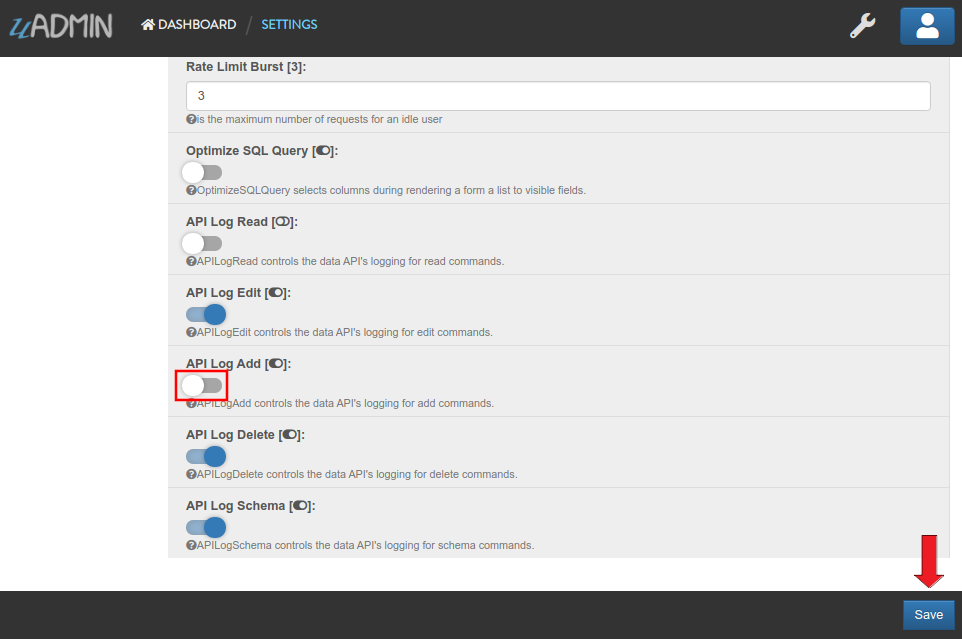 uADMIN
DASHBOARD / SETTINGS
Rate Limit Burst [3]:
3
is the maximum number of requests for an idle user
Optimize SQL Query []:
OptimizeSQLQuery selects columns during rendering a form a list to visible fields.
API Log Read []:
APILogRead controls the data API's logging for read commands.
API Log Edit []:
APILogEdit controls the data API's logging for edit commands.
API Log Add []:
APILogAdd controls the data API's logging for add commands.
API Log Delete []:
APILogDelete controls the data API's logging for delete commands.
API Log Schema []:
APILogSchema controls the data API's logging for schema commands.
Save